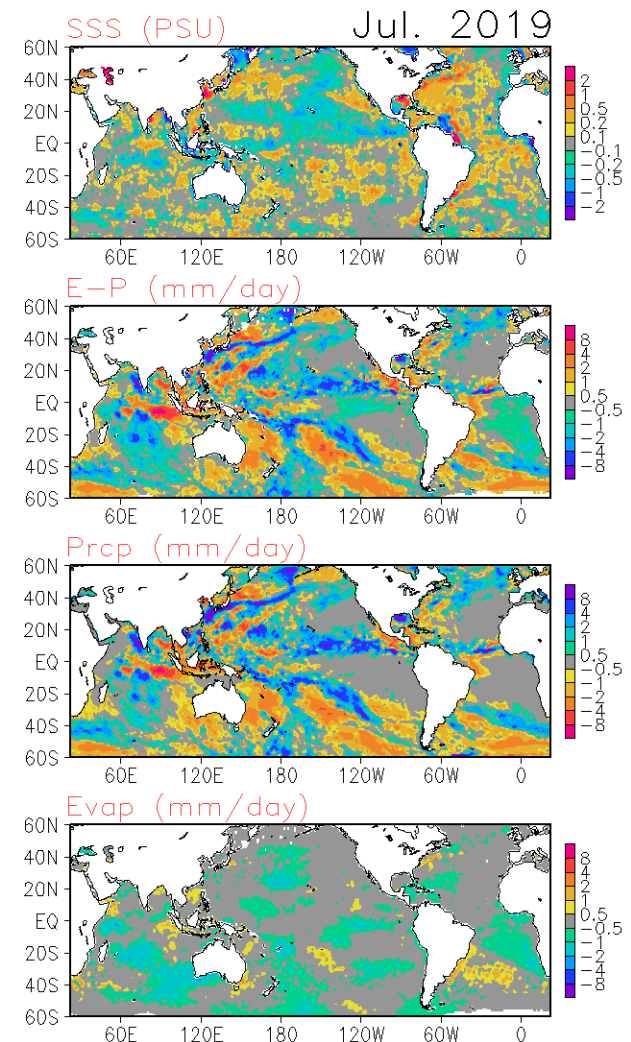 SSS (PSU) Jul. 2019
60N
40N
20N
EQ
20S
40S
60S
60E 120E 180 120W 60W 0
2
1
0.5
0.2
0.1
-0.1
-0.2
-0.5
-1
-2
E-P (mm/day)
60N
40N
20N
EQ
20S
40S
60S
60E 120E 180 120W 60W 0
8
4
2
1
0.5
-0.5
-1
-2
-4
-8
Prcp (mm/day)
60N
40N
20N
EQ
20S
40S
60S
60E 120E 180 120W 60W 0
8
4
2
1
0.5
-0.5
-1
-2
-4
-8
Evap (mm/day)
60N
40N
20N
EQ
20S
40S
60S
60E 120E 180 120W 60W 0
8
4
2
1
0.5
-0.5
-1
-2
-4
-8